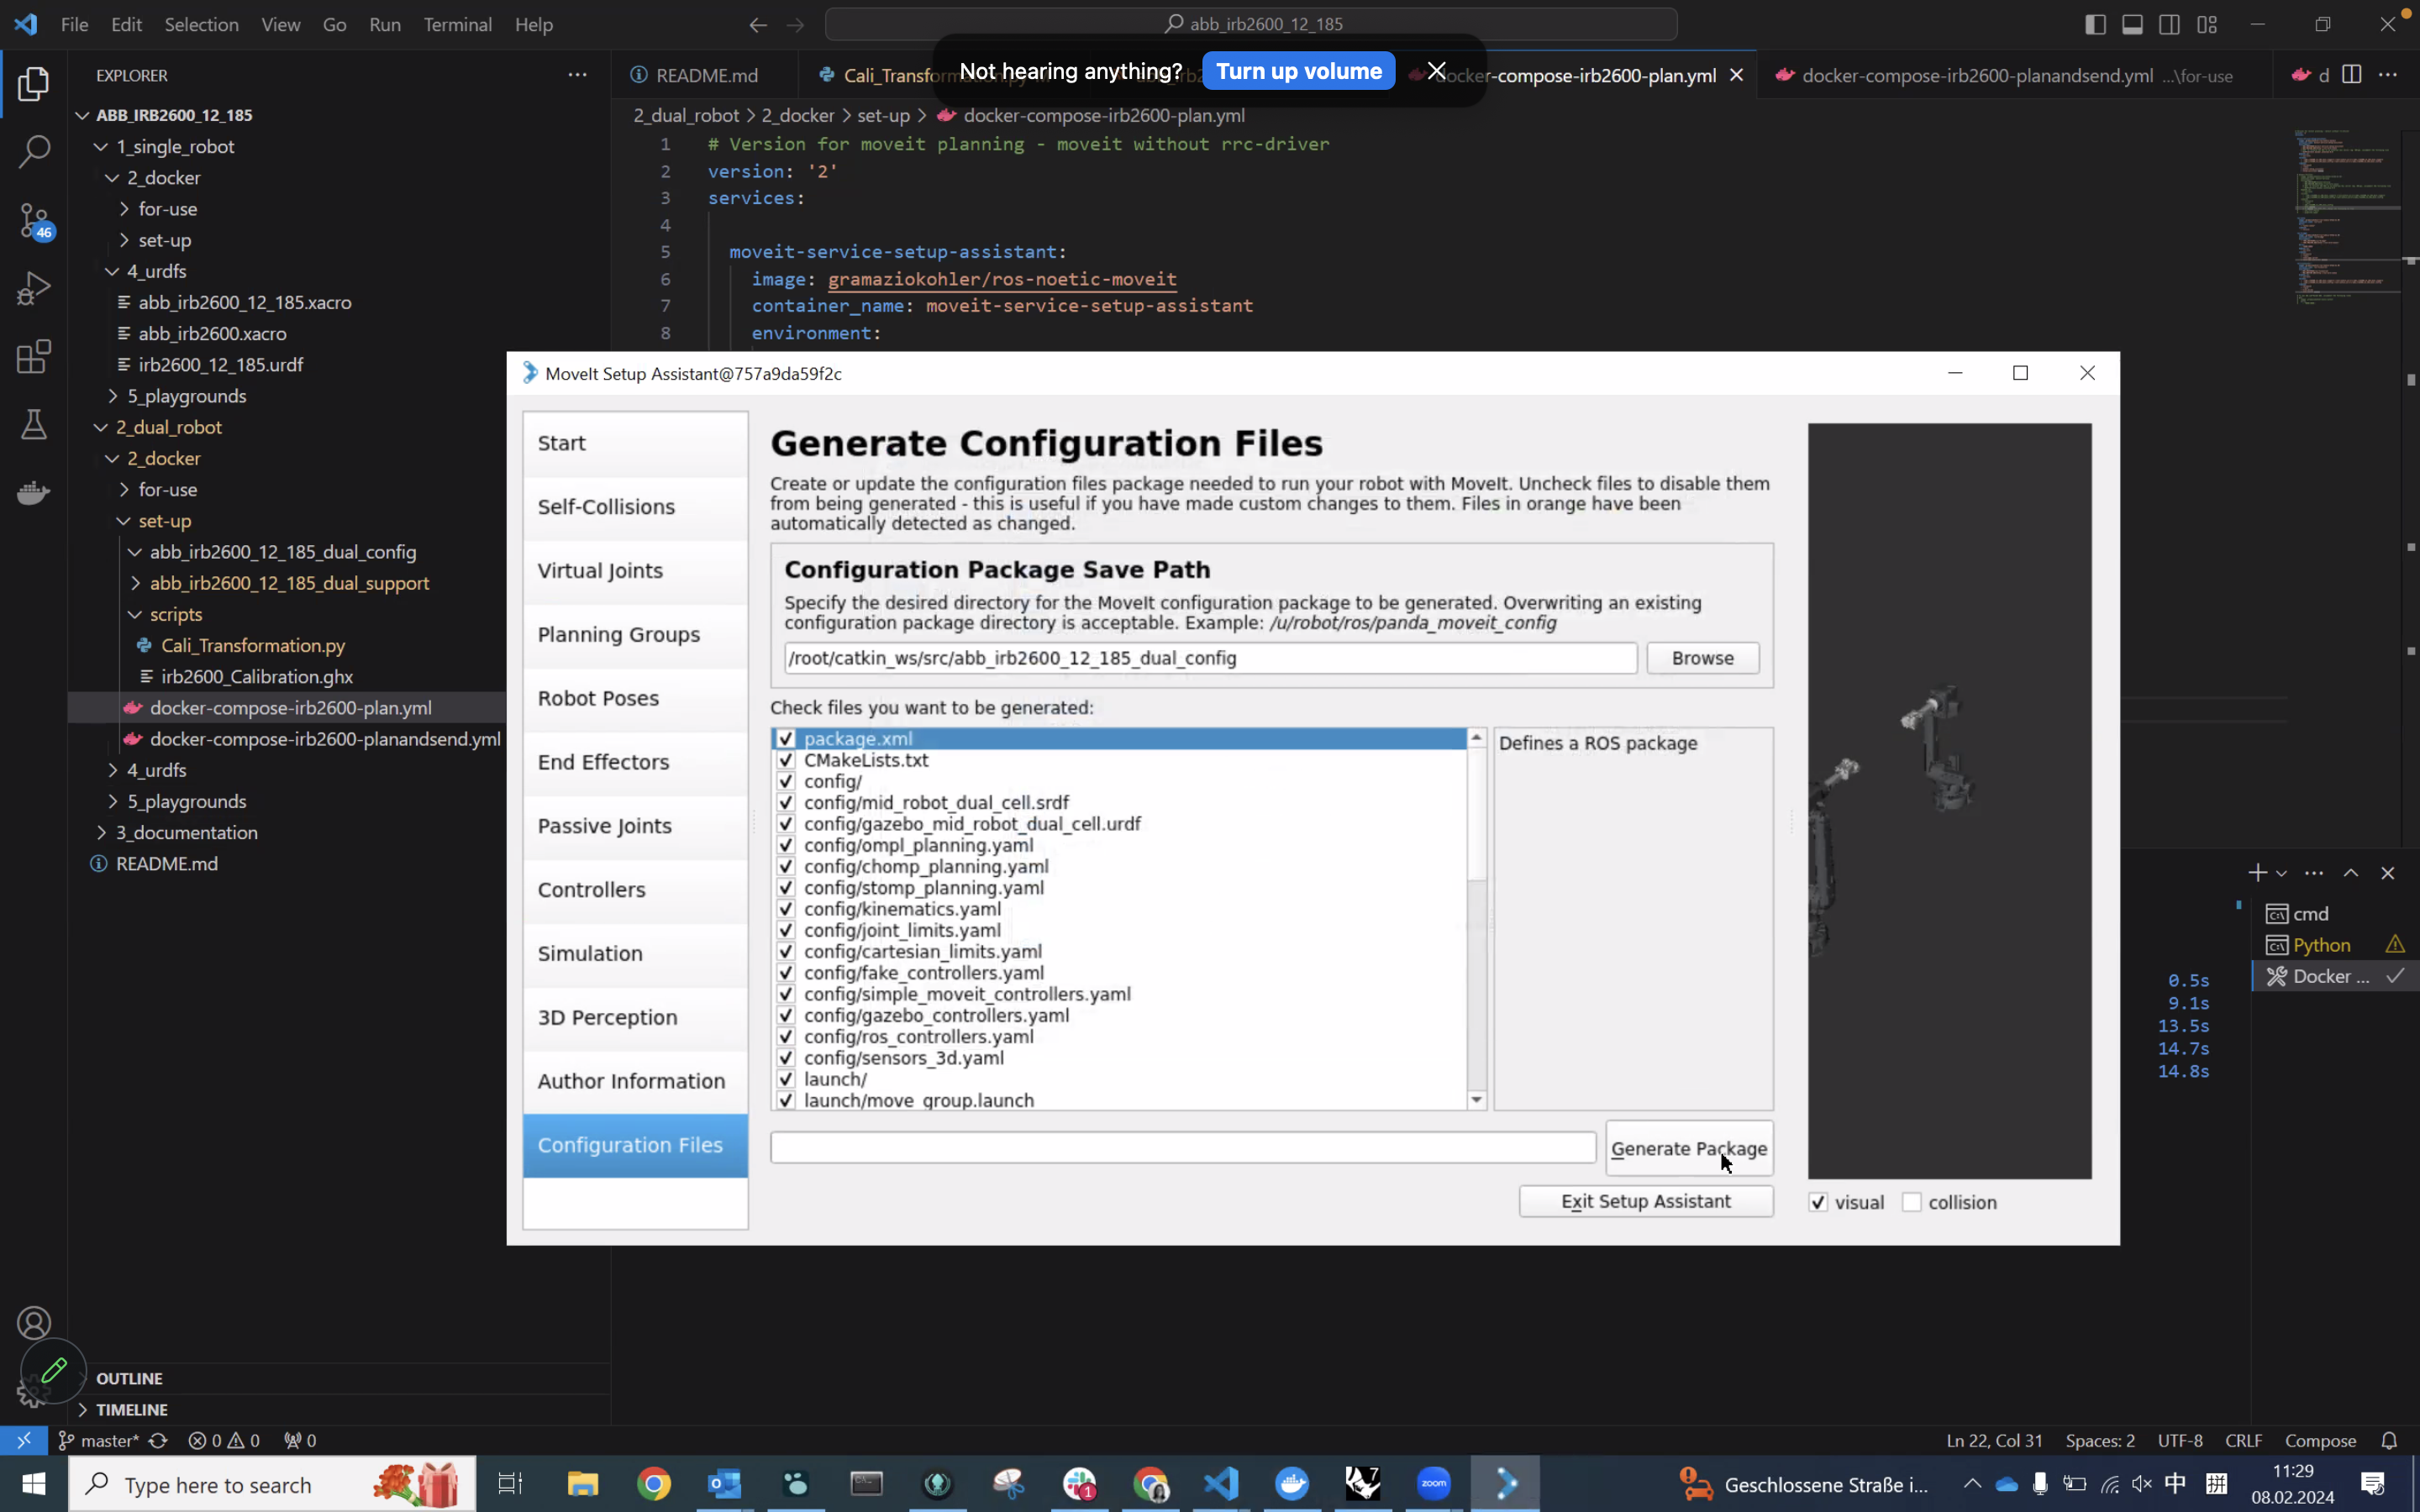 File Edit Selection View Go Run Terminal Help
abb_irb2600_12_185
Not hearing anything? Turn up volume
EXPLORER
README.md
Cali_Transfor
docker-compose-irb2600-plan.yml
docker-compose-irb2600-planandsend.yml ...\for-use
d
2_dual_robot > 2_docker > set-up > docker-compose-irb2600-plan.yml
ABB_IRB2600_12_185
1_single_robot
2_docker
for-use
set-up
4_urdfs
abb_irb2600_12_185.xacro
abb_irb2600.xacro
irb2600_12_185.urdf
5_playgrounds
2_dual_robot
2_docker
for-use
set-up
abb_irb2600_12_185_dual_config
abb_irb2600_12_185_dual_support
scripts
Cali_Transformation.py
irb2600_Calibration.ghx
docker-compose-irb2600-plan.yml
docker-compose-irb2600-planandsend.yml
4_urdfs
5_playgrounds
3_documentation
README.md
46
1 # Version for moveit planning - moveit without rrc-driver
2 version: '2'
3 services:
4
5 moveit-service-setup-assistant:
6 image: gramaziokohler/ros-noetic-moveit
7 container_name: moveit-service-setup-assistant
8 environment:
MoveIt Setup Assistant@757a9da59f2c
Start
Self-Collisions
Virtual Joints
Planning Groups
Robot Poses
End Effectors
Passive Joints
Controllers
Simulation
3D Perception
Author Information
Configuration Files
Generate Configuration Files
Create or update the configuration files package needed to run your robot with MoveIt. Uncheck files to disable them
from being generated - this is useful if you have made custom changes to them. Files in orange have been
automatically detected as changed.
Configuration Package Save Path
Specify the desired directory for the MoveIt configuration package to be generated. Overwriting an existing
configuration package directory is acceptable. Example: /u/robot/ros/panda_moveit_config
/root/catkin_ws/src/abb_irb2600_12_185_dual_config
Browse
Check files you want to be generated:
package.xml
CMakeLists.txt
config/
config/mid_robot_dual_cell.srdf
config/gazebo_mid_robot_dual_cell.urdf
config/ompl_planning.yaml
config/chomp_planning.yaml
config/stomp_planning.yaml
config/kinematics.yaml
config/joint_limits.yaml
config/cartesian_limits.yaml
config/fake_controllers.yaml
config/simple_moveit_controllers.yaml
config/gazebo_controllers.yaml
config/ros_controllers.yaml
config/sensors_3d.yaml
launch/
launch/move_group.launch
Defines a ROS package
Generate Package
Exit Setup Assistant
visual collision
cmd
Python
Docker ...
0.5s
9.1s
13.5s
14.7s
14.8s
OUTLINE
TIMELINE
master* 0 0 0
Ln 22, Col 31 Spaces: 2 UTF-8 CRLF Compose
Type here to search
1
7
zoom
Geschlossene Straße i...
中
拼
11:29
08.02.2024